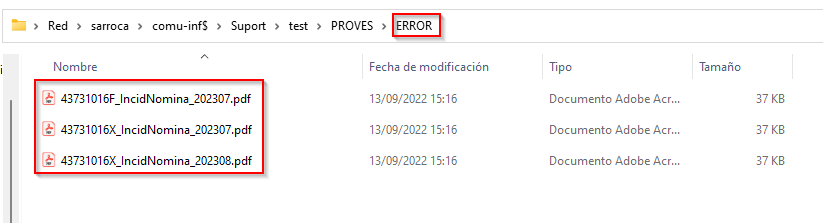 Red > sarroca > comu-inf$ > Suport > test > PROVES > ERROR
Nombre Fecha de modificación Tipo Tamaño
43731016F_IncidNomina_202307.pdf 13/09/2022 15:16 Documento Adobe Acr... 37 KB
43731016X_IncidNomina_202307.pdf 13/09/2022 15:16 Documento Adobe Acr... 37 KB
43731016X_IncidNomina_202308.pdf 13/09/2022 15:16 Documento Adobe Acr... 37 KB